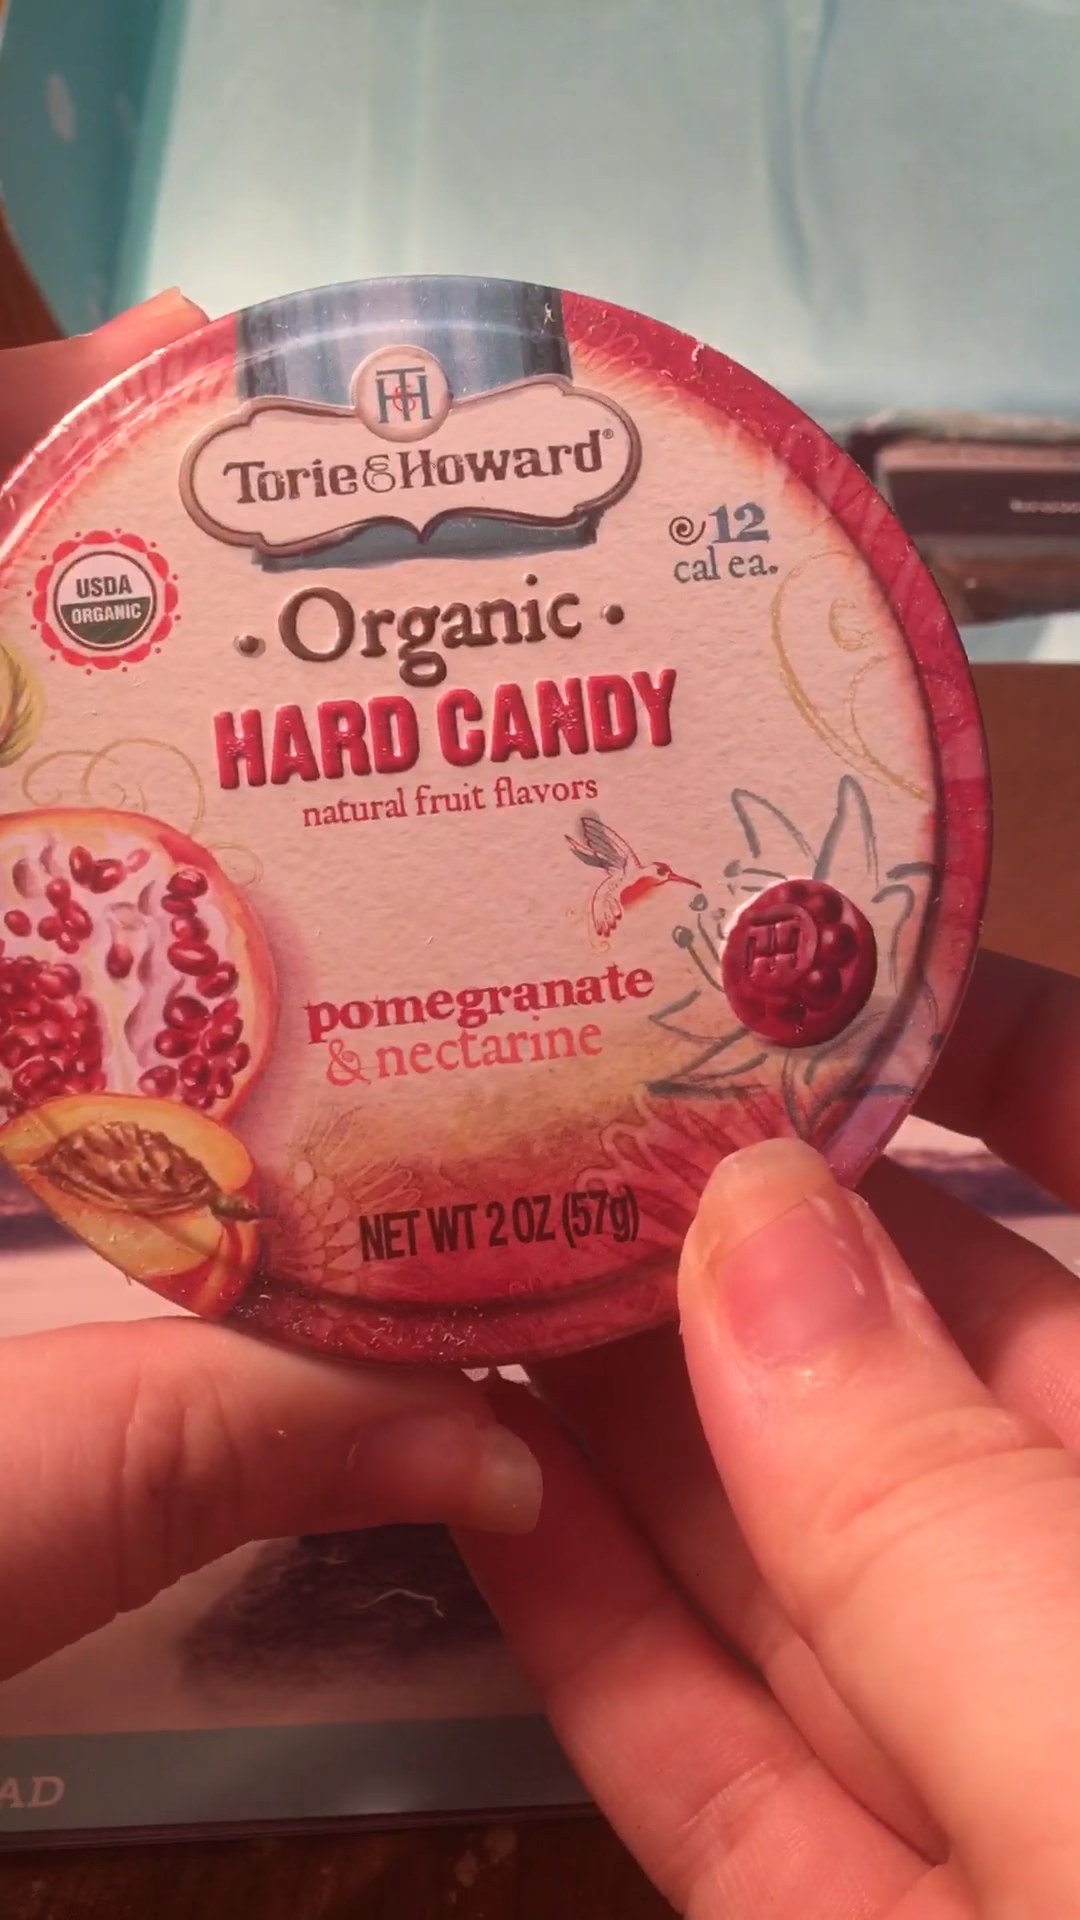 T&H
Torie&Howard®
12
cal ea.
USDA
ORGANIC
• Organic •
HARD CANDY
natural fruit flavors
TH
pomegranate
& nectarine
NET WT 2 OZ (57g)
AD